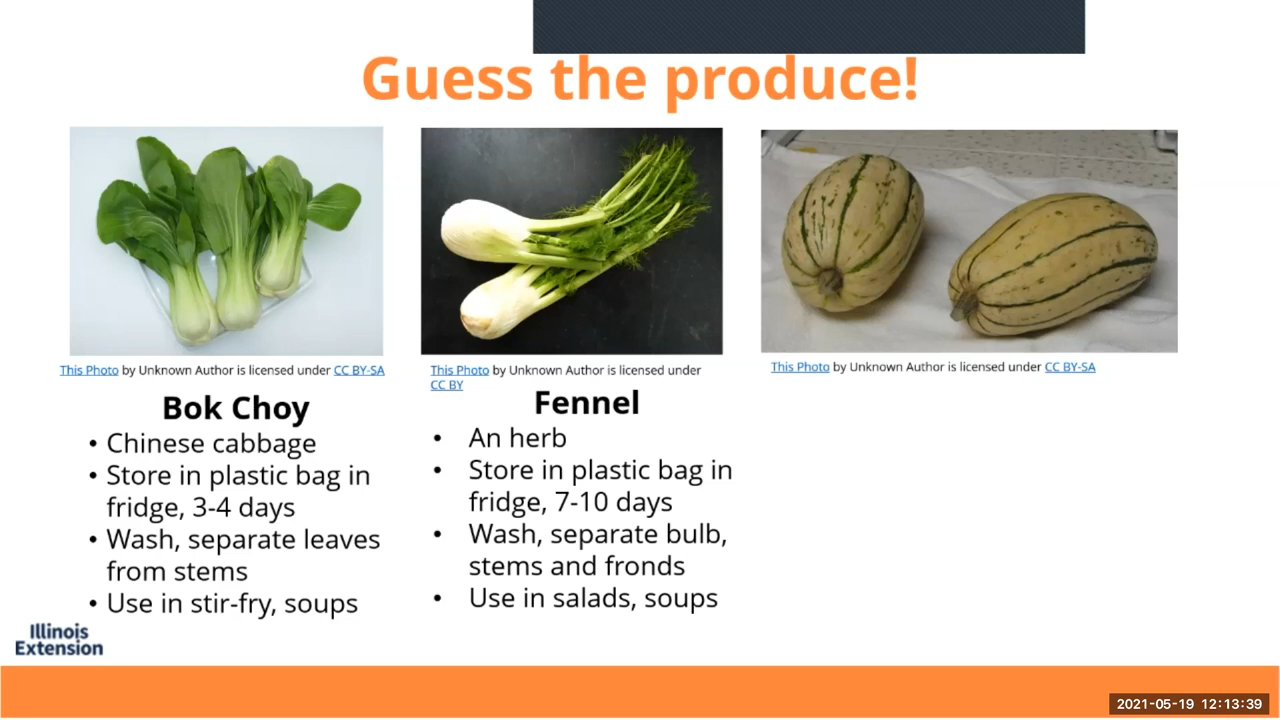 Guess the produce!
This Photo by Unknown Author is licensed under CC BY-SA
Bok Choy
• Chinese cabbage
• Store in plastic bag in
fridge, 3-4 days
• Wash, separate leaves
from stems
• Use in stir-fry, soups
This Photo by Unknown Author is licensed under
CC BY
Fennel
• An herb
• Store in plastic bag in
fridge, 7-10 days
• Wash, separate bulb,
stems and fronds
• Use in salads, soups
This Photo by Unknown Author is licensed under CC BY-SA
Illinois
Extension
2021-05-19 12:13:39